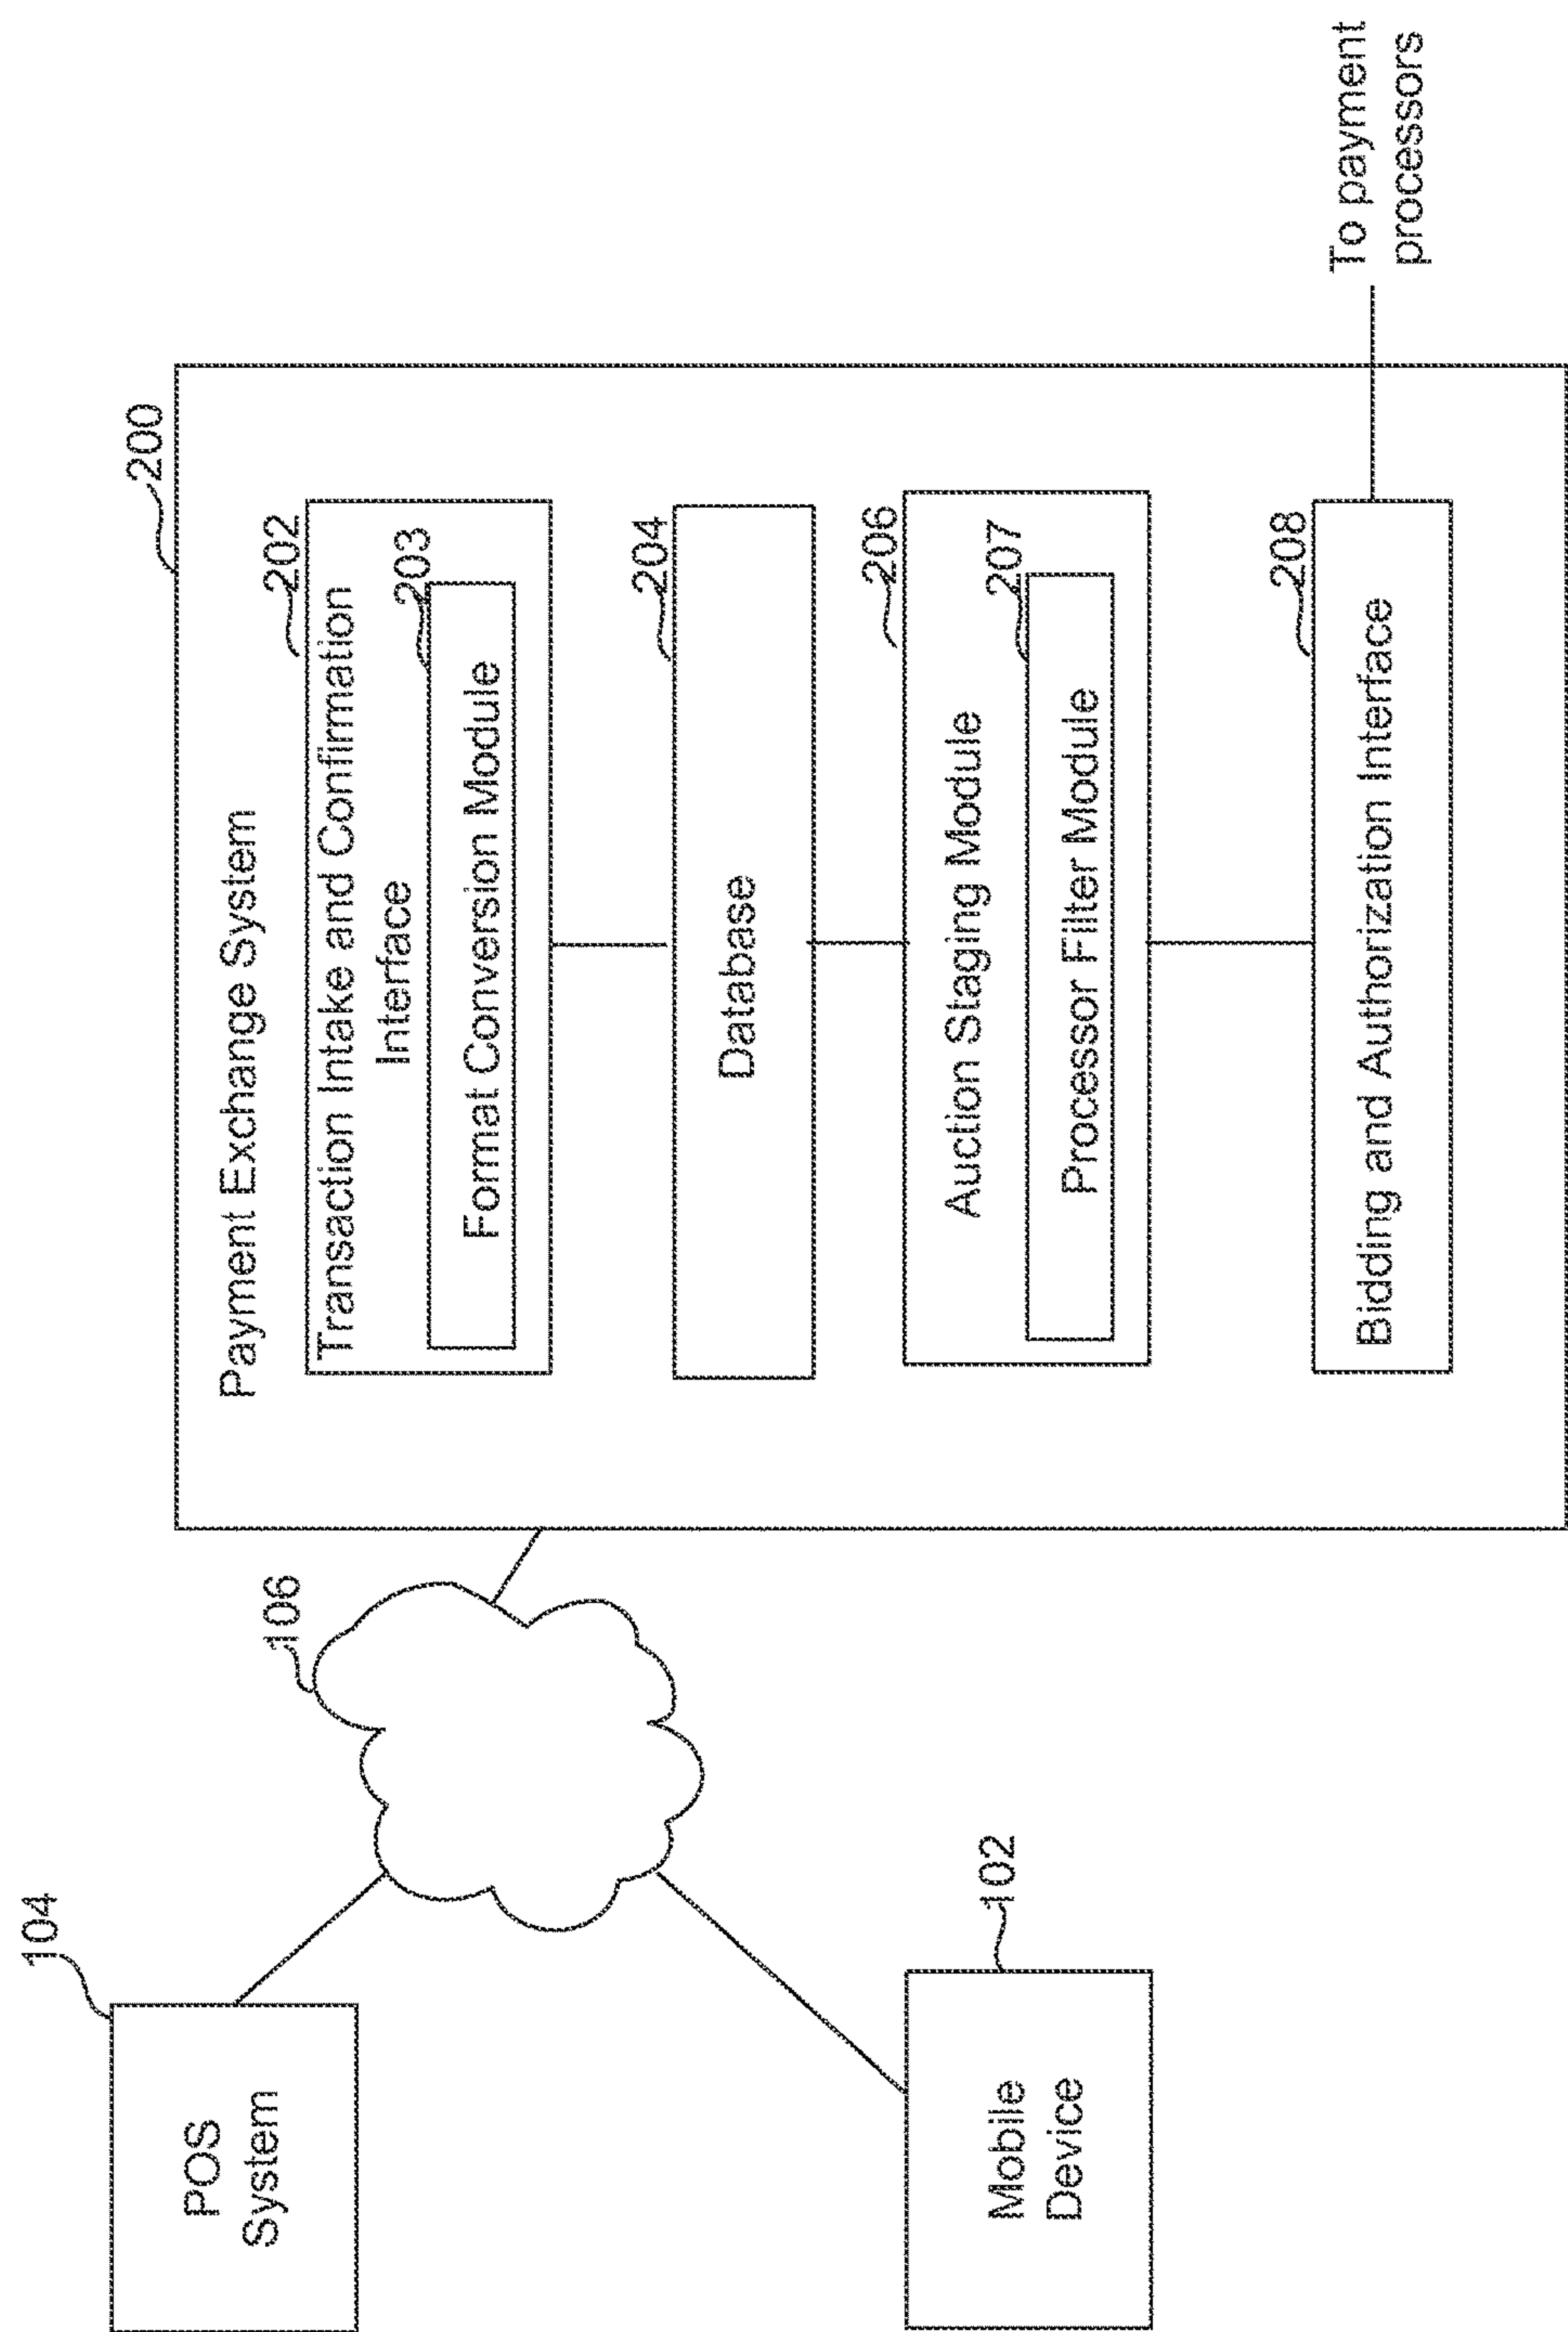 104
POS
System
106
102
Mobile
Device
200
Payment Exchange System
202
Transaction Intake and Confirmation
Interface
203
Format Conversion Module
204
Database
206
Auction Staging Module
207
Processor Filter Module
208
Bidding and Authorization Interface
To payment
processors